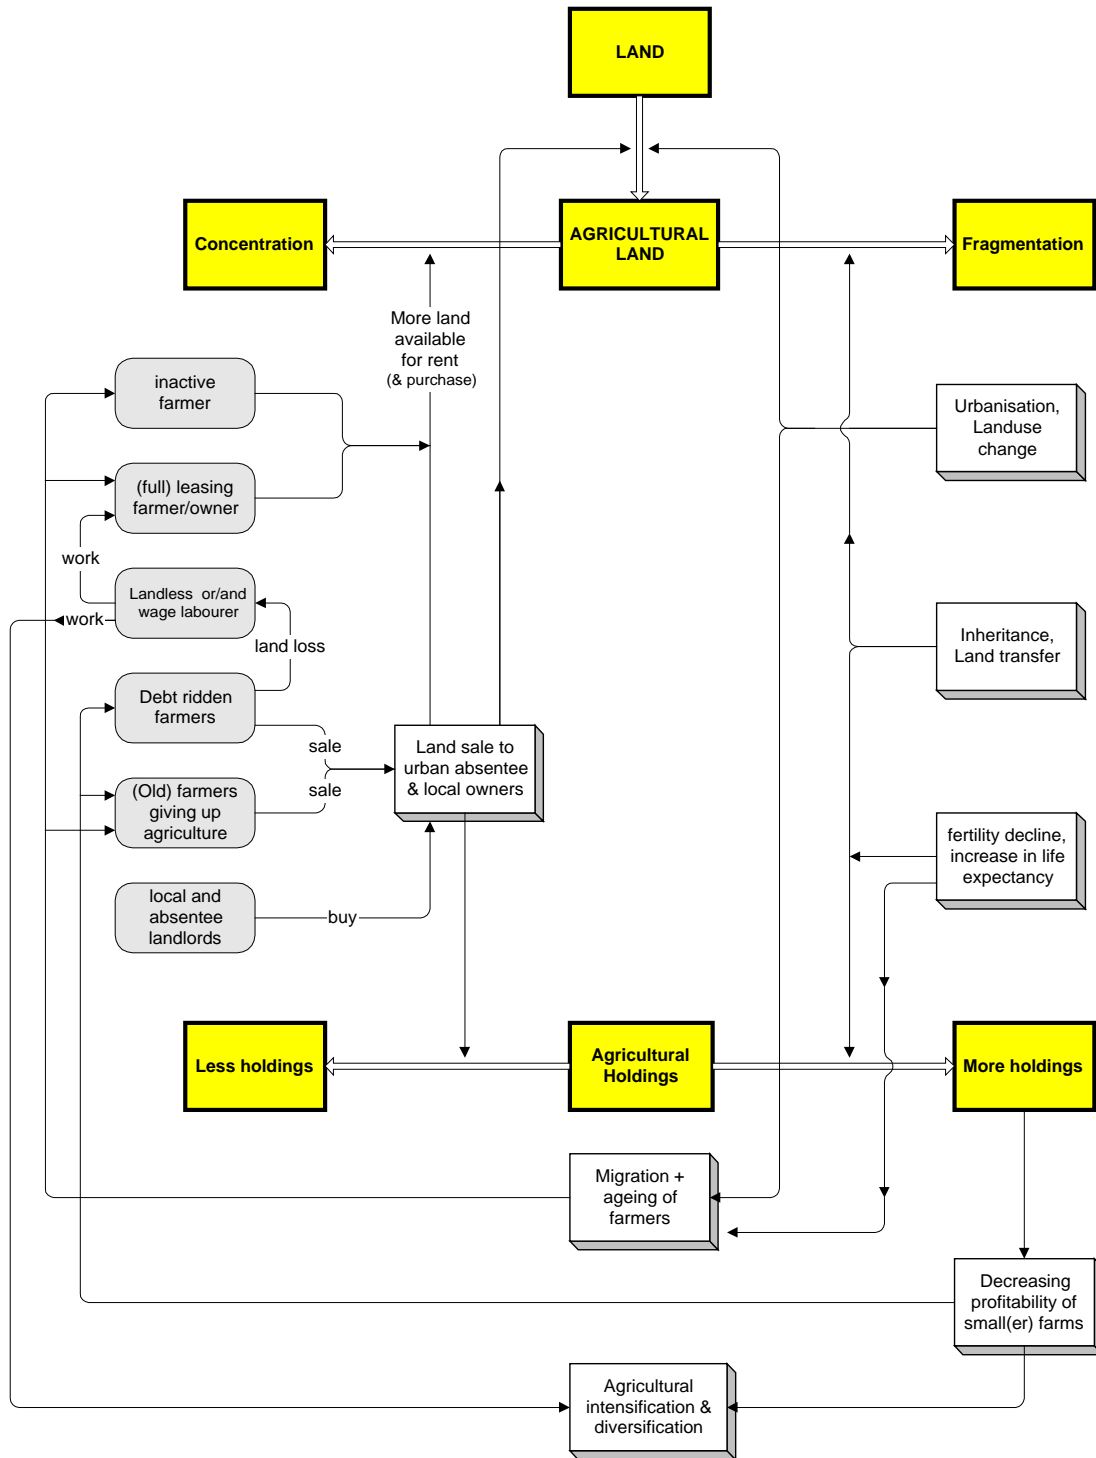 LAND
Concentration
AGRICULTURAL
LAND
Fragmentation
More land
available
for rent
(& purchase)
inactive
farmer
Urbanisation,
Landuse
change
(full) leasing
farmer/owner
work
Landless or/and
wage labourer
work
land loss
Inheritance,
Land transfer
Debt ridden
farmers
sale
Land sale to
urban absentee
& local owners
sale
(Old) farmers
giving up
agriculture
fertility decline,
increase in life
expectancy
local and
absentee
landlords
buy
Less holdings
Agricultural
Holdings
More holdings
Migration +
ageing of
farmers
Decreasing
profitability of
small(er) farms
Agricultural
intensification &
diversification